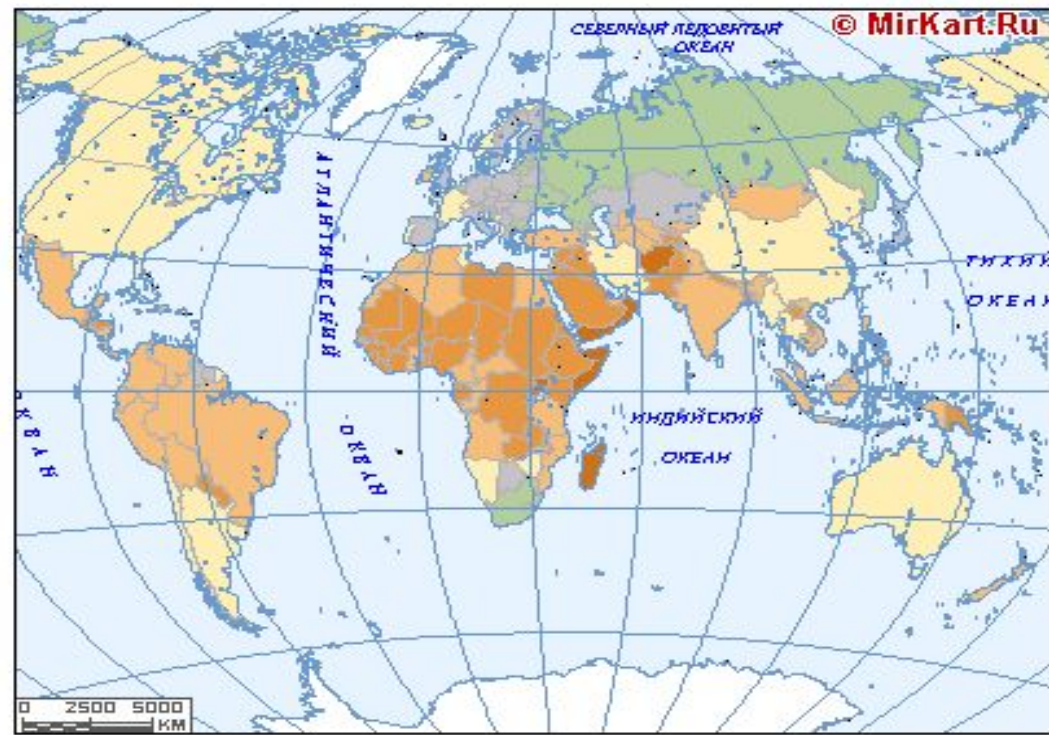 СЕВЕРНЫЙ ЛЕДОВИТЫЙ
ОКЕАН
© MirKart.Ru
АТЛАНТИЧЕСКИЙ
ОКЕАН
ТИХИЙ
ОКЕАН
ИНДИЙСКИЙ
ОКЕАН
0 2500 5000
КМ